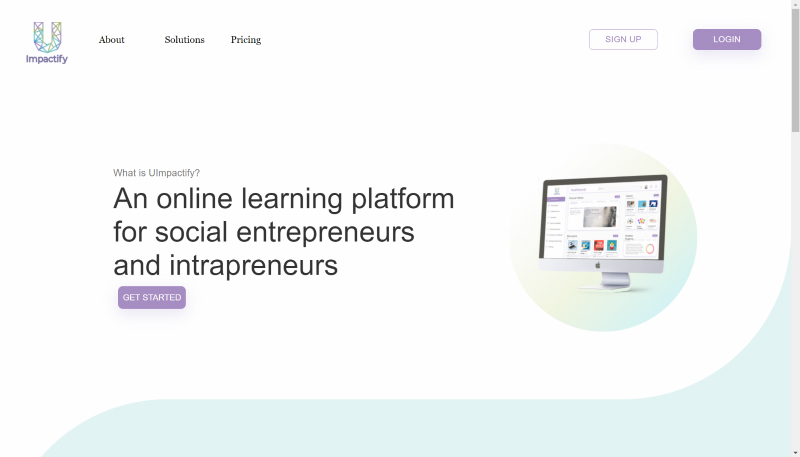 U
Impactify
About
Solutions
Pricing
SIGN UP
LOGIN
What is UImpactify?
An online learning platform
for social entrepreneurs
and intrapreneurs
GET STARTED